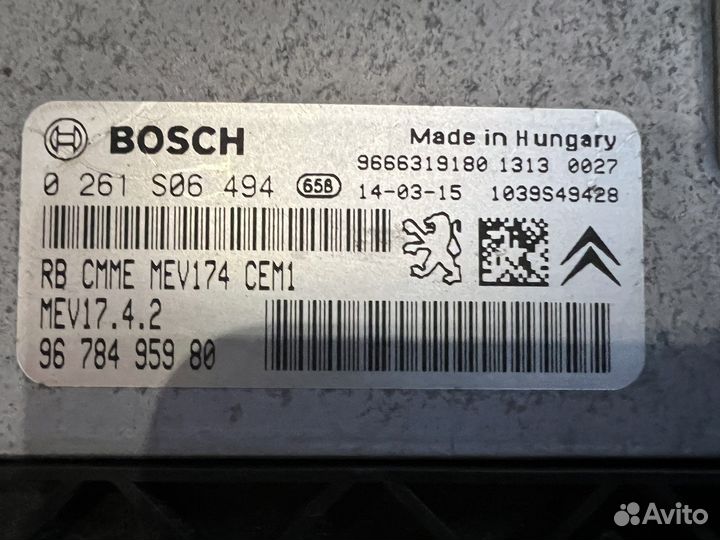 BOSCH
Made in Hungary
9666319180 1313 0027
0 261 S06 494 658 14-03-15 1039S49428
RB CMME MEV174 CEM1
MEV17.4.2
96 784 959 80
Avito